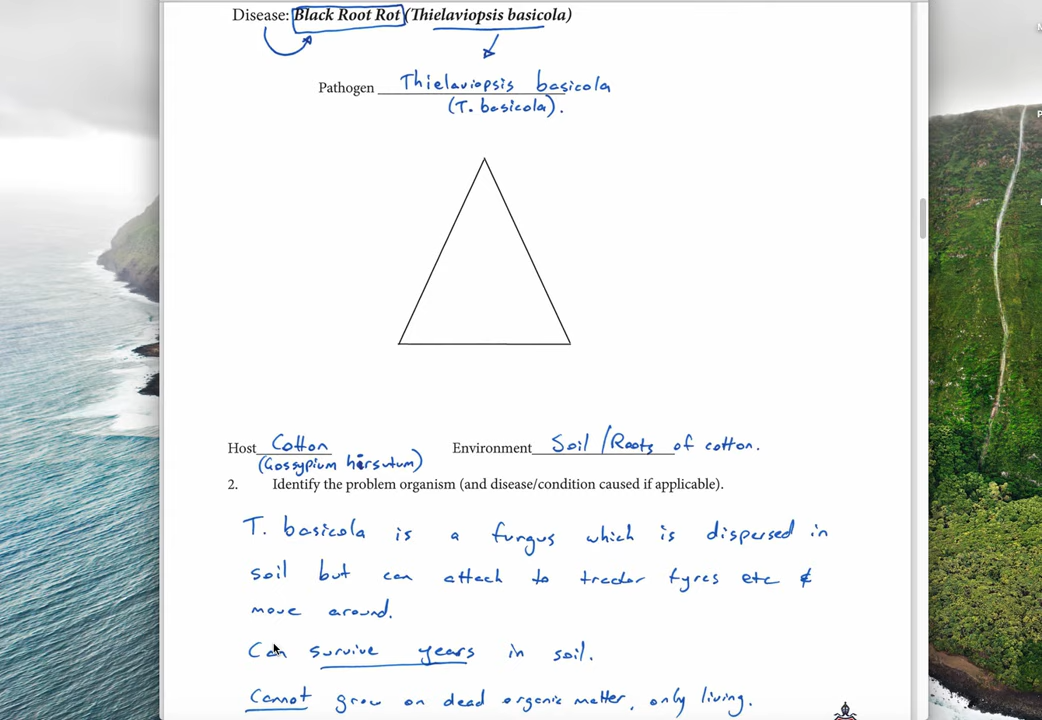 Disease: Black Root Rot (Thielaviopsis basicola)
Pathogen Thielaviopsis basicola
(T. basicola).
Host Cotton
Environment Soil / Roots of cotton.
(Gossypium hirsutum)
2. Identify the problem organism (and disease/condition caused if applicable).
T. basicola is a fungus which is dispersed in
soil but can attach to tractor tyres etc &
move around.
Can survive years in soil.
Cannot grow on dead organic matter, only living.